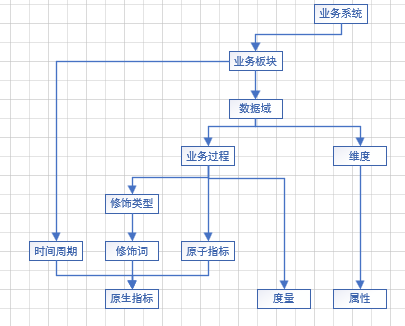 业务系统
业务板块
数据域
业务过程
维度
修饰类型
时间周期
修饰词
原子指标
原生指标
度量
属性